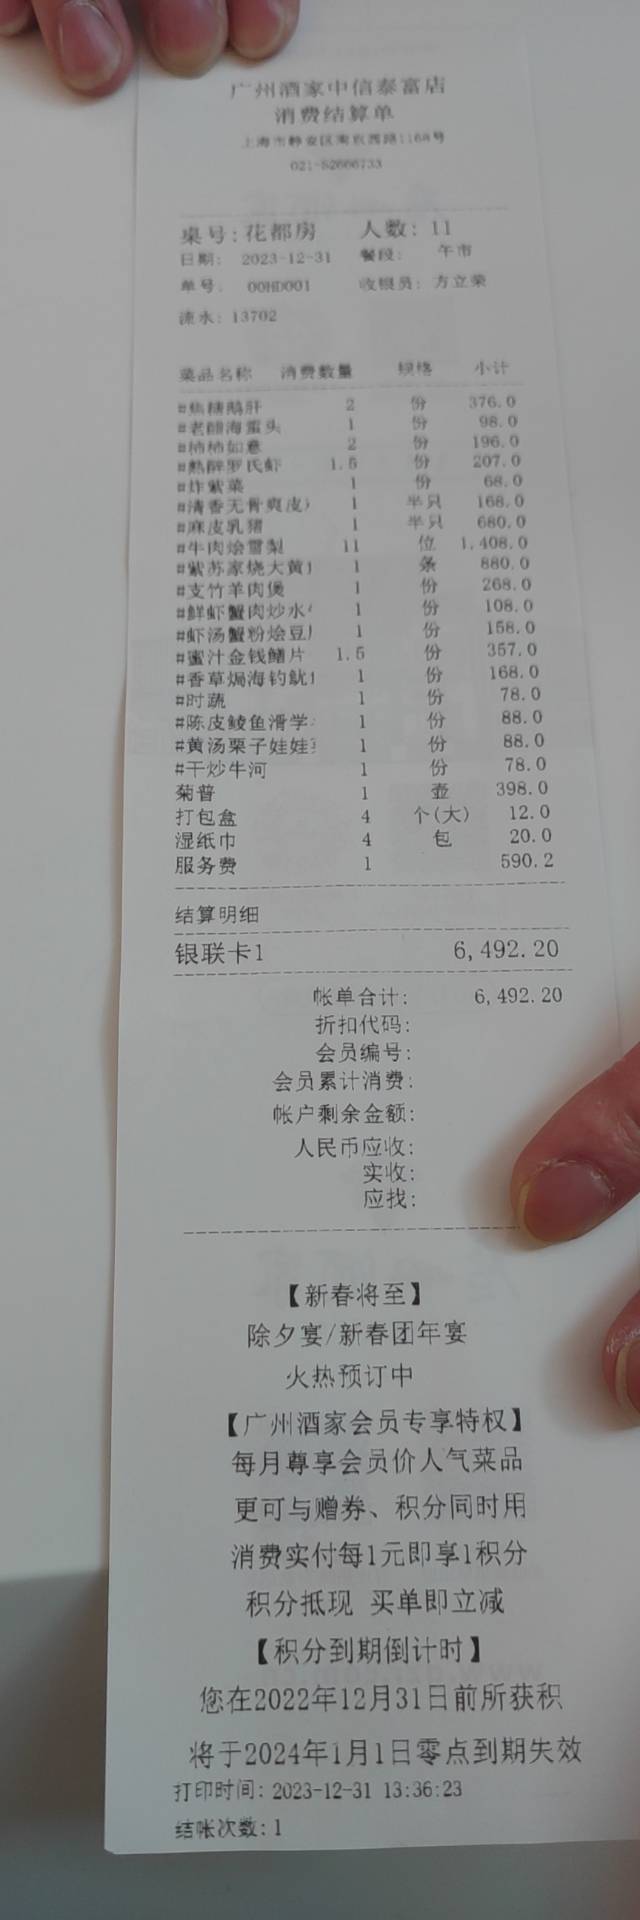 广州酒家中信泰富店
消费结算单
上海市静安区南京西路1168号
021-52666733
桌号：花都房 人数：11
日期： 2023-12-31 餐段： 午市
单号： 00HD001 收银员：方立荣
流水：13702
菜品名称 消费数量 规格 小计
#焦糖鹅肝 2 份 376.0
#老醋海蜇头 1 份 98.0
#柿柿如意 2 份 196.0
#熟醉罗氏虾 1.5 份 207.0
#炸紫菜 1 份 68.0
#清香无骨爽皮 1 半只 168.0
#麻皮乳猪 1 半只 680.0
#牛肉烩雪梨 11 位 1,408.0
#紫苏家烧大黄 1 条 880.0
#支竹羊肉煲 1 份 268.0
#鲜虾蟹肉炒水 1 份 108.0
#虾汤蟹粉烩豆 1 份 158.0
#蜜汁金钱鳝片 1.5 份 357.0
#香草焗海钓鱿 1 份 168.0
#时蔬 1 份 78.0
#陈皮鲮鱼滑学 1 份 88.0
#黄汤栗子娃娃 1 份 88.0
#干炒牛河 1 份 78.0
菊普 1 壶 398.0
打包盒 4 个(大) 12.0
湿纸巾 4 包 20.0
服务费 1 590.2
结算明细
银联卡1 6,492.20
帐单合计： 6,492.20
折扣代码：
会员编号：
会员累计消费：
帐户剩余金额：
人民币应收：
实收：
应找：
【新春将至】
除夕宴/新春团年宴
火热预订中
【广州酒家会员专享特权】
每月尊享会员价人气菜品
更可与赠券、积分同时用
消费实付每1元即享1积分
积分抵现 买单即立减
【积分到期倒计时】
您在2022年12月31日前所获积
将于2024年1月1日零点到期失效
打印时间：2023-12-31 13:36:23
结帐次数：1